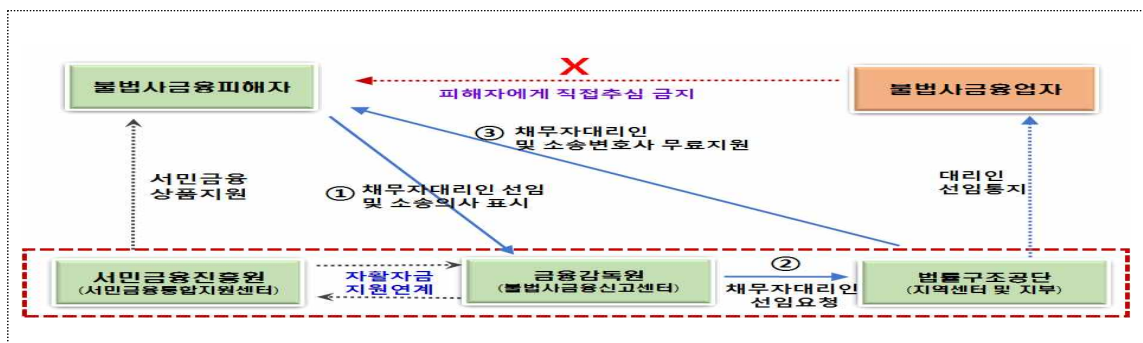 X
불법사금융피해자
불법사금융업자
피해자에게 직접추심 금지
③ 채무자대리인
및 소송변호사 무료지원
서민금융
상품지원
① 채무자대리인 선임
및 소송의사 표시
대리인
선임통지
서민금융진흥원
(서민금융통합지원센터)
자활자금
지원연계
금융감독원
(불법사금융신고센터)
②
채무자대리인
선임요청
법률구조공단
(지역센터 및 지부)